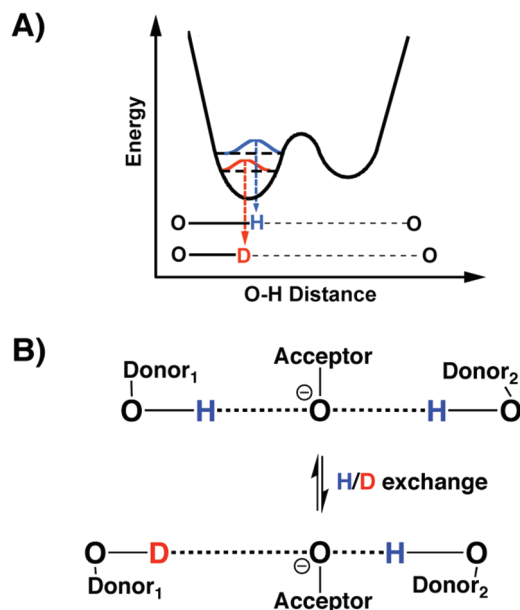 A)
Energy
O H O
O D O
O-H Distance
B)
Donor1 Acceptor Donor2
O H ⊖ O H O
H/D exchange
O D ⊖ O H O
Donor1 Acceptor Donor2